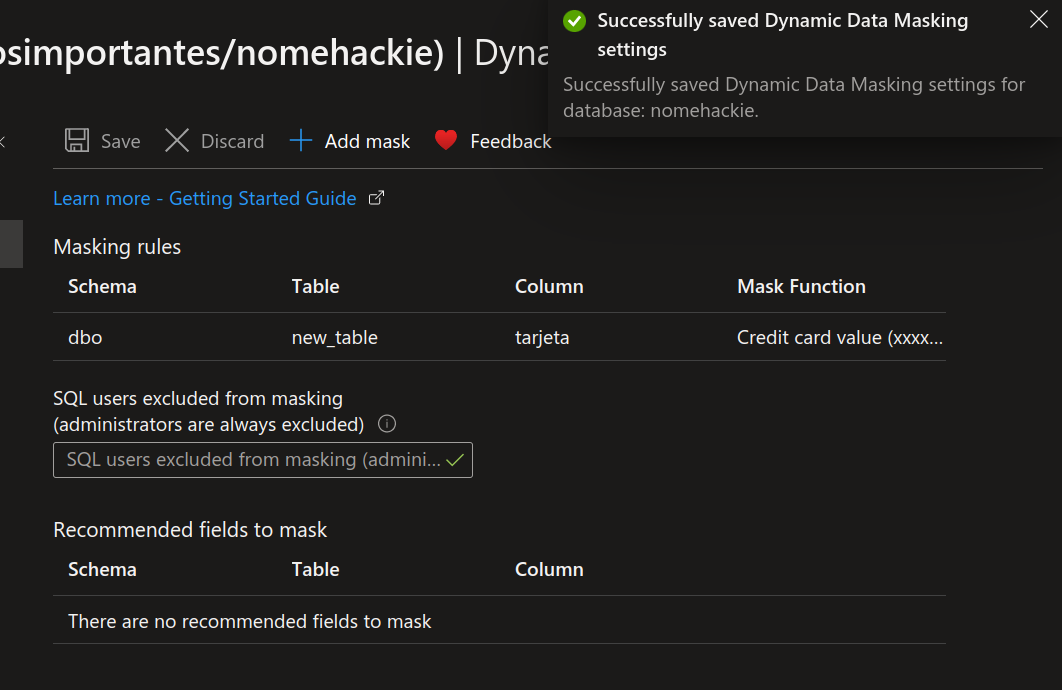 Successfully saved Dynamic Data Masking
settings
Successfully saved Dynamic Data Masking settings for
database: nomehackie.
osimportantes/nomehackie) | Dyna
Save Discard Add mask Feedback
Learn more - Getting Started Guide
Masking rules
Schema Table Column Mask Function
dbo new_table tarjeta Credit card value (xxxx...
SQL users excluded from masking
(administrators are always excluded)
SQL users excluded from masking (admini...
Recommended fields to mask
Schema Table Column
There are no recommended fields to mask